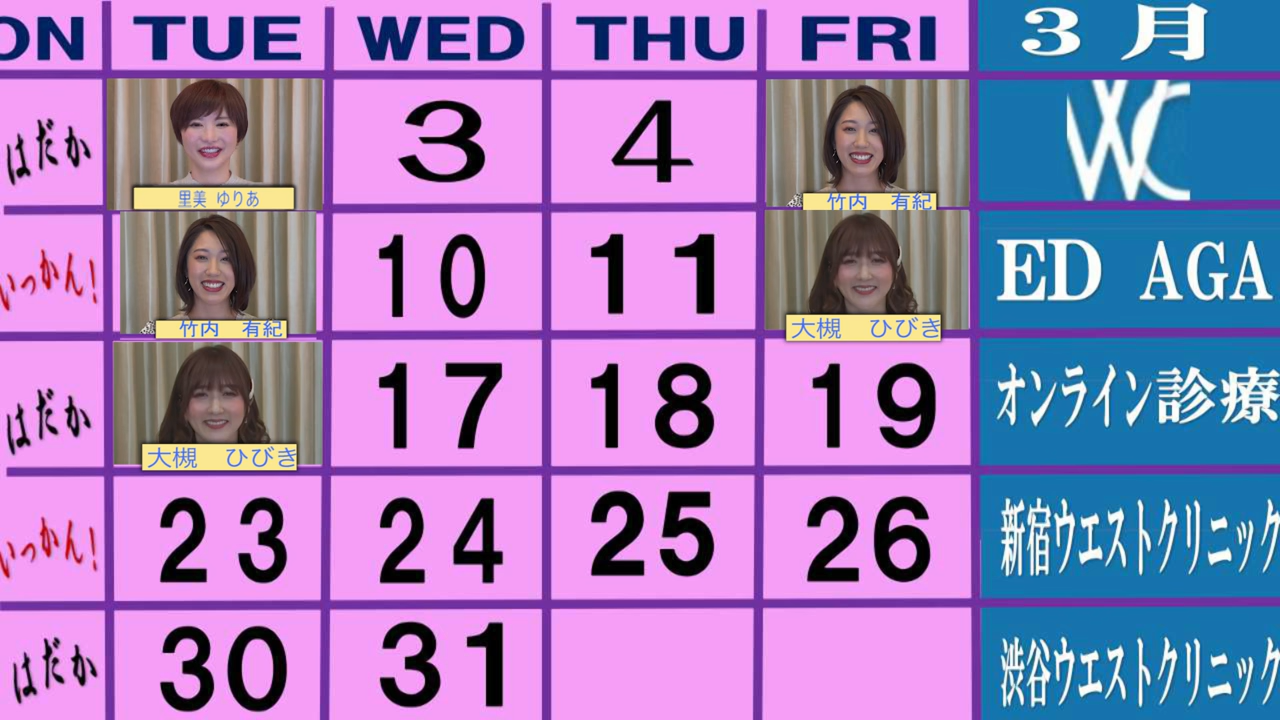 ON TUE WED THU FRI 3月
はだか 里美 ゆりあ 3 4 竹内 有紀 WC
いっかん! 竹内 有紀 10 11 大槻 ひびき ED AGA
はだか 大槻 ひびき 17 18 19 オンライン診療
いっかん! 23 24 25 26 新宿ウエストクリニック
はだか 30 31 渋谷ウエストクリニック